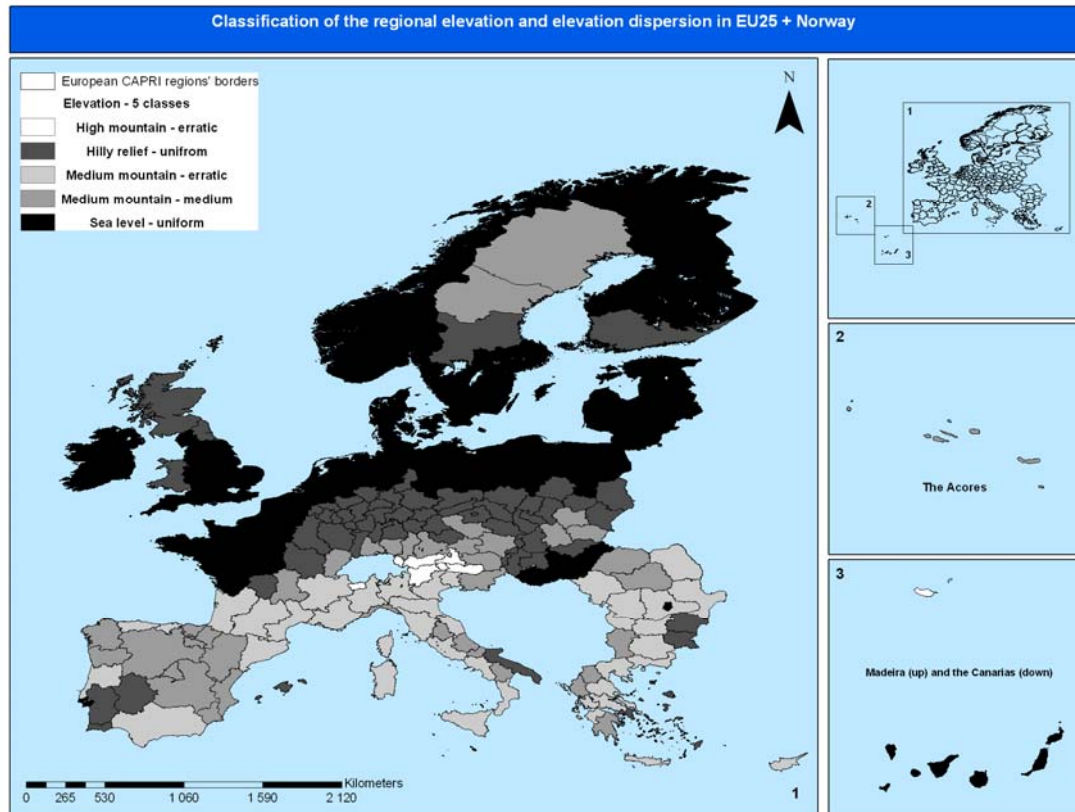 Classification of the regional elevation and elevation dispersion in EU25 + Norway
European CAPRI regions' borders
Elevation - 5 classes
High mountain - erratic
Hilly relief - unifrom
Medium mountain - erratic
Medium mountain - medium
Sea level - uniform
N
Kilometers
0 265 530 1 060 1 590 2 120
1
1
2
3
2
The Acores
3
Madeira (up) and the Canarias (down)